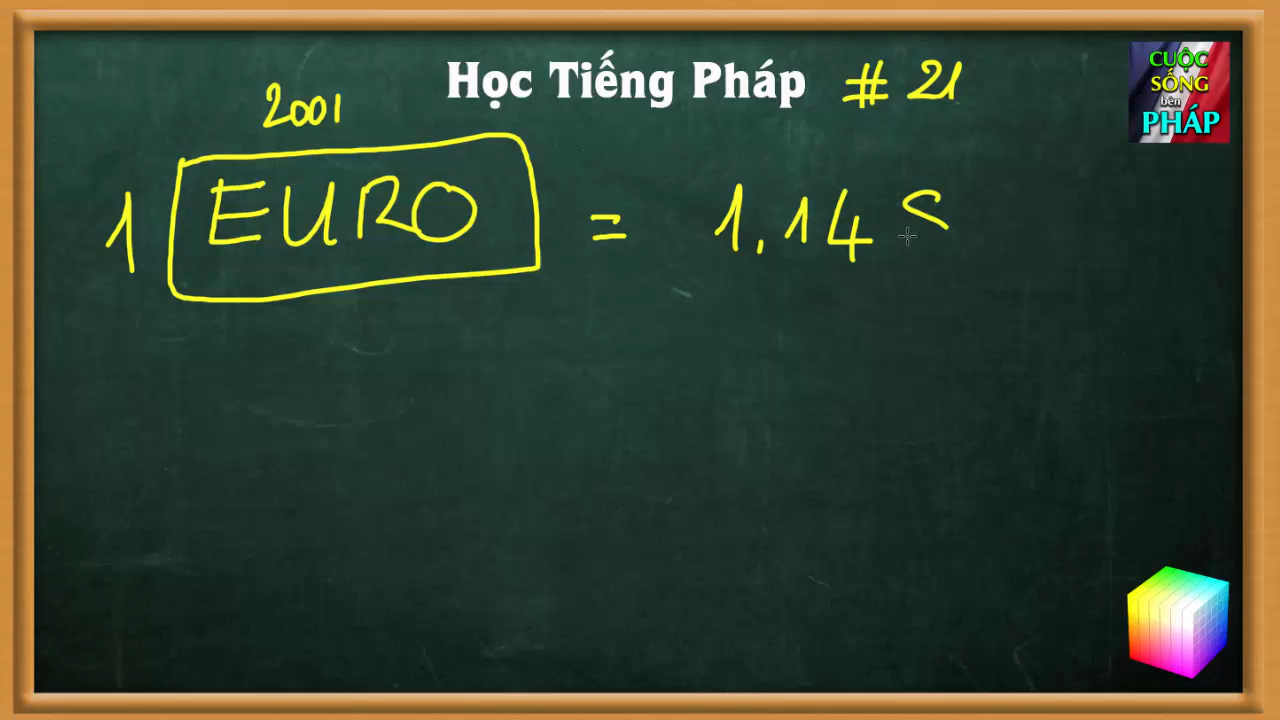 Học Tiếng Pháp # 21
CUỘC
SỐNG
bên
PHÁP
2001
1 EURO = 1.14